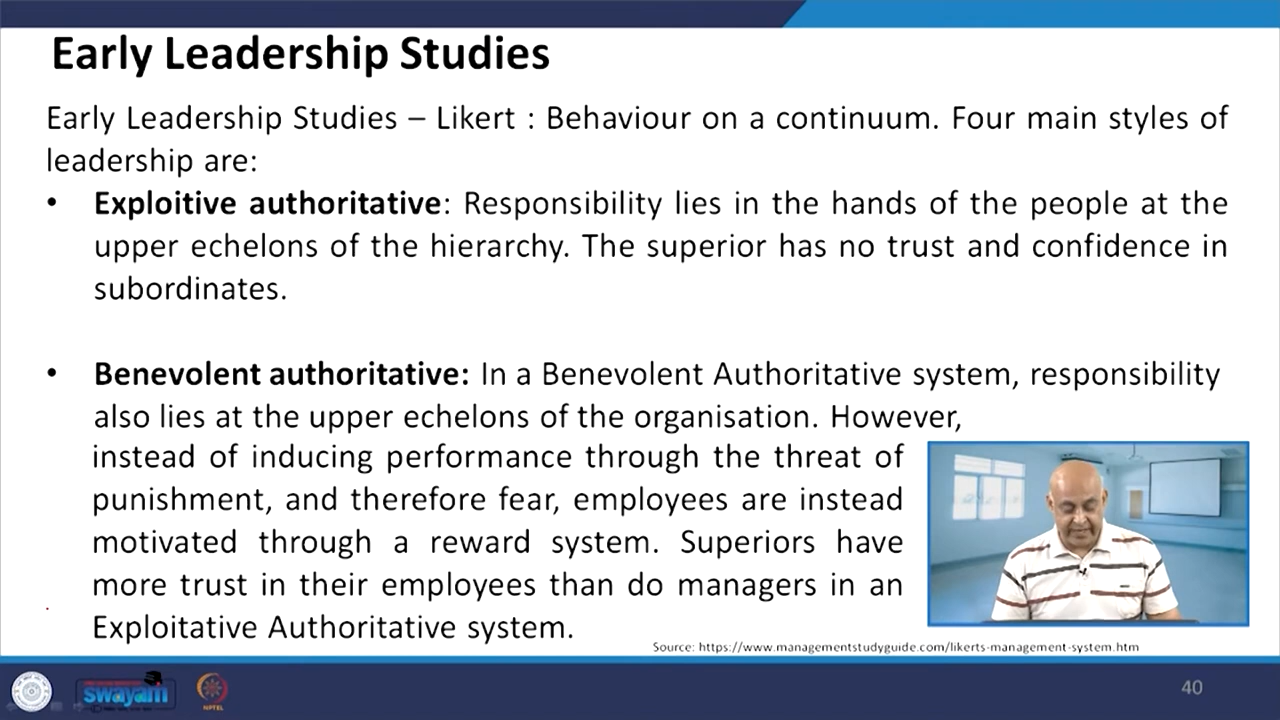 Early Leadership Studies
Early Leadership Studies – Likert : Behaviour on a continuum. Four main styles of
leadership are:
• Exploitive authoritative: Responsibility lies in the hands of the people at the
upper echelons of the hierarchy. The superior has no trust and confidence in
subordinates.
• Benevolent authoritative: In a Benevolent Authoritative system, responsibility
also lies at the upper echelons of the organisation. However,
instead of inducing performance through the threat of
punishment, and therefore fear, employees are instead
motivated through a reward system. Superiors have
more trust in their employees than do managers in an
Exploitative Authoritative system.
Source: https://www.managementstudyguide.com/likerts-management-system.htm
swayam
NPTEL
40